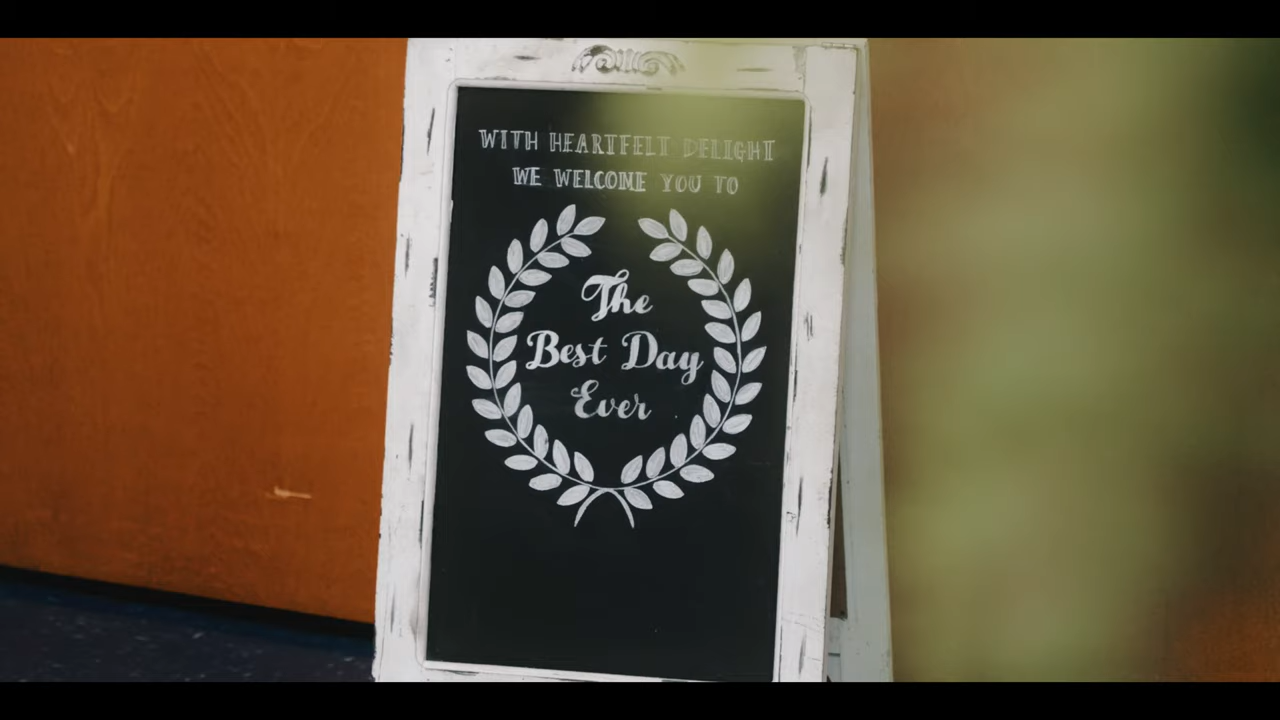 WITH HEARTFELT DELIGHT
WE WELCOME YOU TO
The
Best Day
Ever